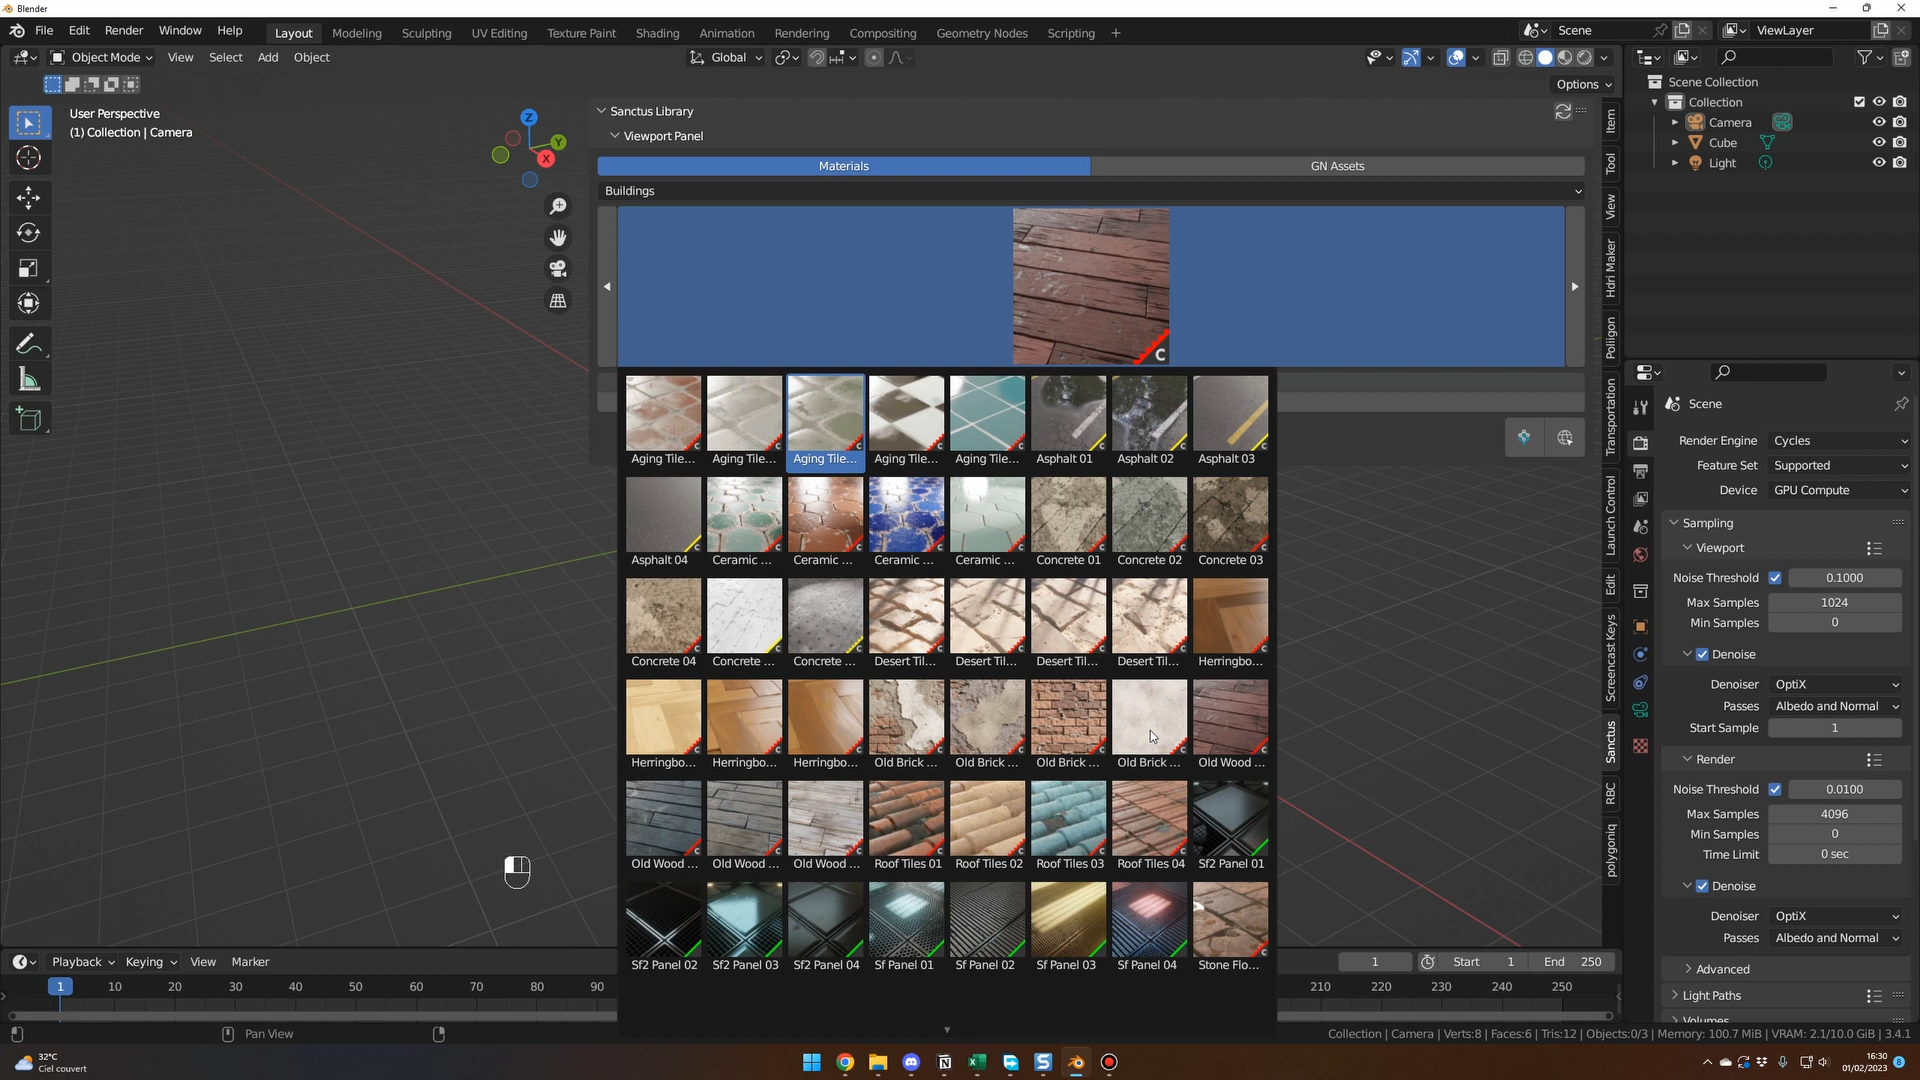 Blender
File Edit Render Window Help
Layout Modeling Sculpting UV Editing Texture Paint Shading Animation Rendering Compositing Geometry Nodes Scripting +
Scene
ViewLayer
Object Mode View Select Add Object
Global
Options
User Perspective
(1) Collection | Camera
Z
Y
X
Sanctus Library
Viewport Panel
Materials
GN Assets
Buildings
C
Aging Tile... Aging Tile... Aging Tile... Aging Tile... Aging Tile... Asphalt 01 Asphalt 02 Asphalt 03
Asphalt 04 Ceramic ... Ceramic ... Ceramic ... Ceramic ... Concrete 01 Concrete 02 Concrete 03
Concrete 04 Concrete ... Concrete ... Desert Til... Desert Til... Desert Til... Desert Til... Herringbo...
Herringbo... Herringbo... Herringbo... Old Brick ... Old Brick ... Old Brick ... Old Brick ... Old Wood ...
Old Wood ... Old Wood ... Old Wood ... Roof Tiles 01 Roof Tiles 02 Roof Tiles 03 Roof Tiles 04 Sf2 Panel 01
Sf2 Panel 02 Sf2 Panel 03 Sf2 Panel 04 Sf Panel 01 Sf Panel 02 Sf Panel 03 Sf Panel 04 Stone Flo...
Item
Tool
View
Hdri Maker
Poliigon
Transportation
Launch Control
Edit
Screencast Keys
Sanctus
RBC
polygoniq
Scene Collection
Collection
Camera
Cube
Light
Scene
Render Engine Cycles
Feature Set Supported
Device GPU Compute
Sampling
Viewport
Noise Threshold 0.1000
Max Samples 1024
Min Samples 0
Denoise
Denoiser OptiX
Passes Albedo and Normal
Start Sample 1
Render
Noise Threshold 0.0100
Max Samples 4096
Min Samples 0
Time Limit 0 sec
Denoise
Denoiser OptiX
Passes Albedo and Normal
Advanced
Light Paths
Volumes
Playback Keying View Marker
1 Start 1 End 250
1 10 20 30 40 50 60 70 80 90 210 220 230 240 250
Pan View
Collection | Camera | Verts:8 | Faces:6 | Tris:12 | Objects:0/3 | Memory: 100.7 MiB | VRAM: 2.1/10.0 GiB | 3.4.1
32°C
Ciel couvert
16:30
01/02/2023
8